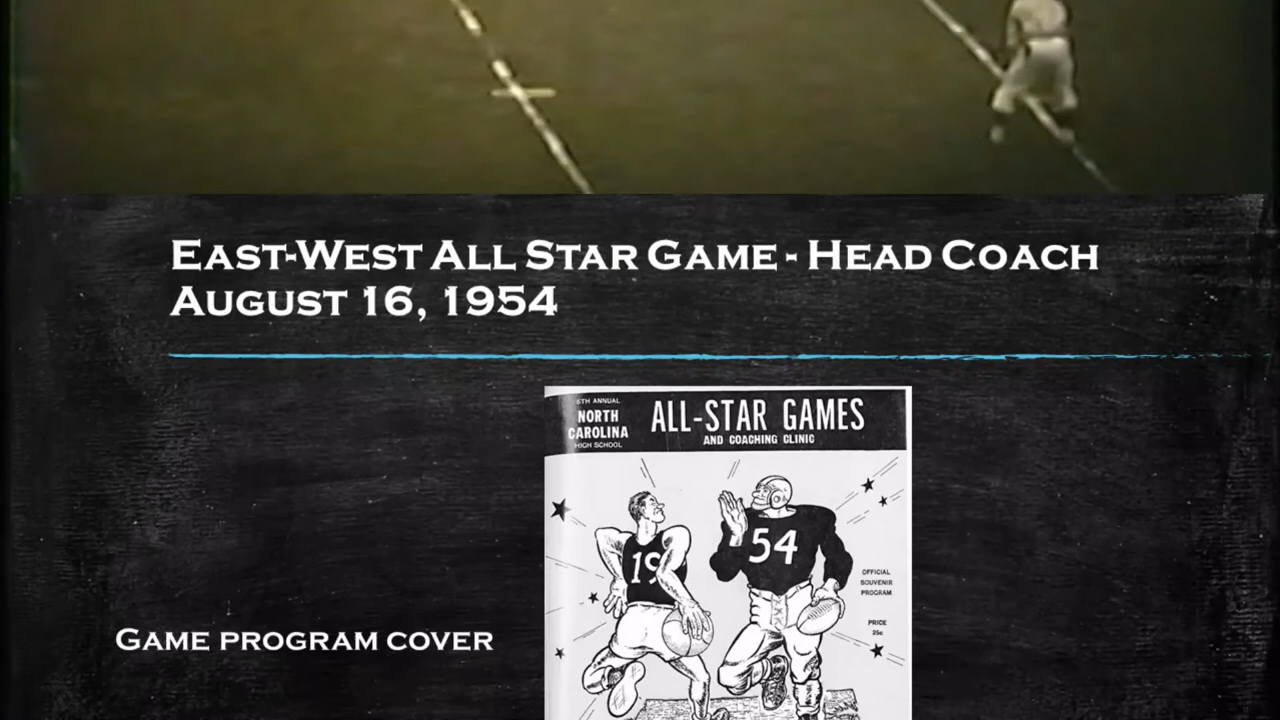 East-West All Star Game - Head Coach
August 16, 1954
6TH ANNUAL
NORTH
CAROLINA
HIGH SCHOOL
ALL-STAR GAMES
AND COACHING CLINIC
19
54
OFFICIAL
SOUVENIR
PROGRAM
PRICE
25c
Game program cover